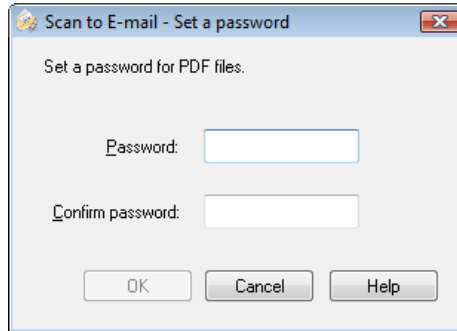 Scan to E-mail - Set a password
Set a password for PDF files.
Password:
Confirm password:
OK Cancel Help